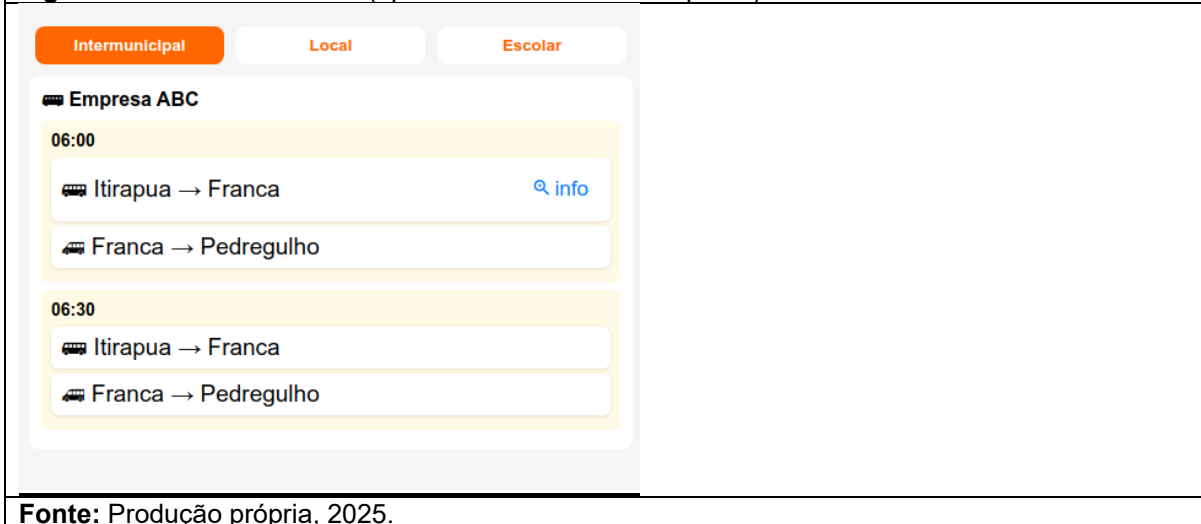 Intermunicipal Local Escolar
Empresa ABC
06:00
Itirapua → Franca info
Franca → Pedregulho
06:30
Itirapua → Franca
Franca → Pedregulho
Fonte: Produção própria, 2025.